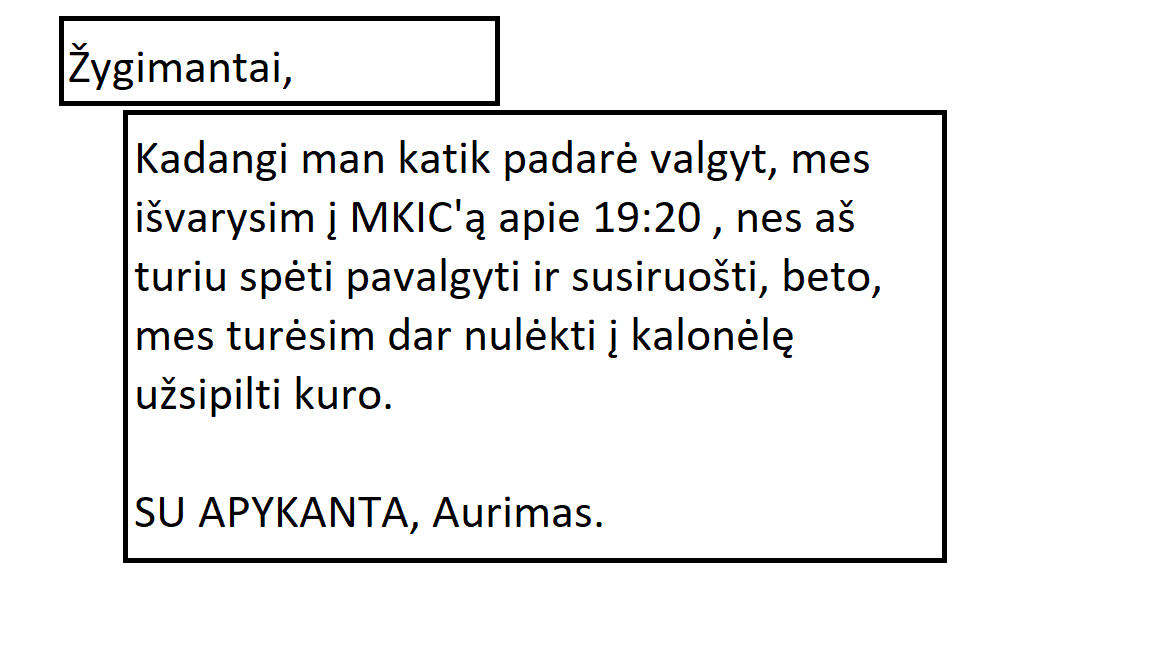 Žygimantai,
Kadangi man katik padarė valgyt, mes
išvarysim į MKIC'ą apie 19:20 , nes aš
turiu spėti pavalgyti ir susiruošti, beto,
mes turėsim dar nulėkti į kalonėlę
užsipilti kuro.
SU APYKANTA, Aurimas.